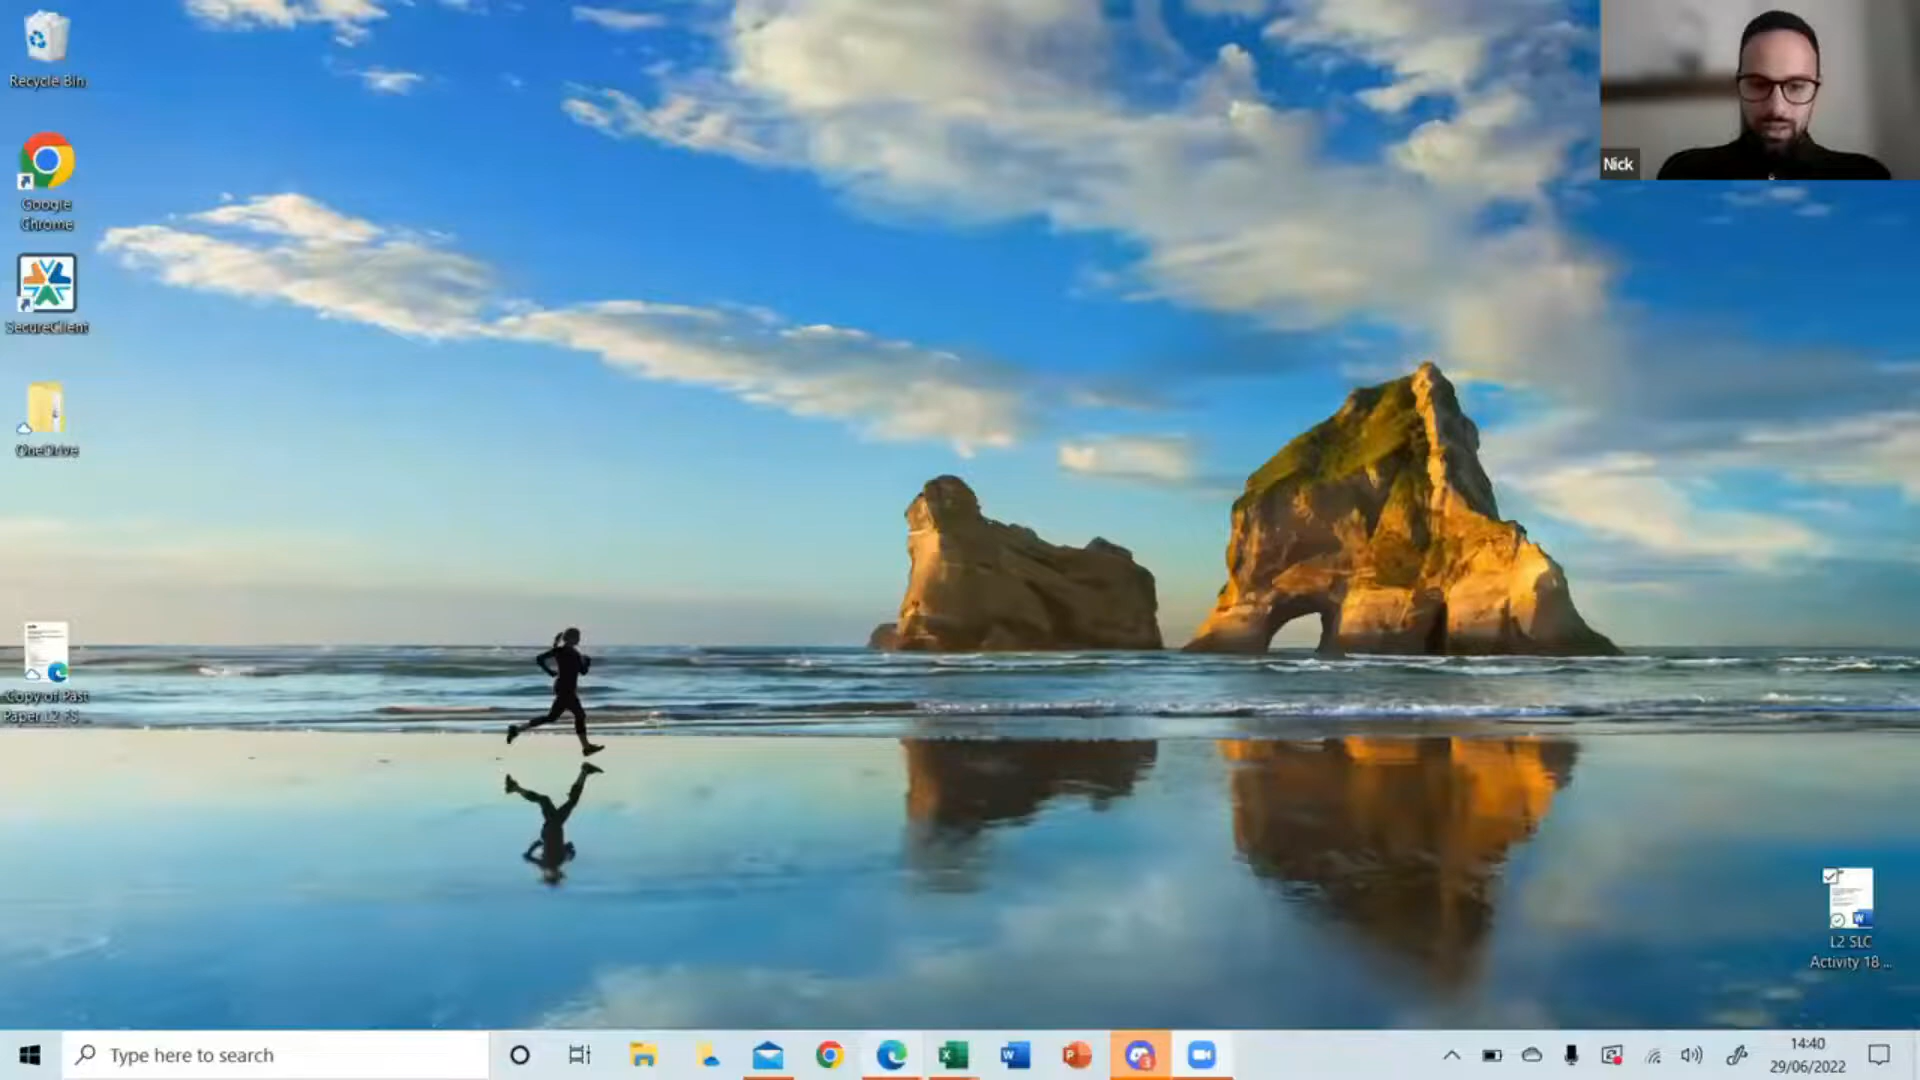 Recycle Bin
Google
Chrome
SecureClient
OneDrive
Copy of Past
Paper L2 FS ...
Nick
L2 SLC
Activity 18 ...
Type here to search
14:40
29/06/2022